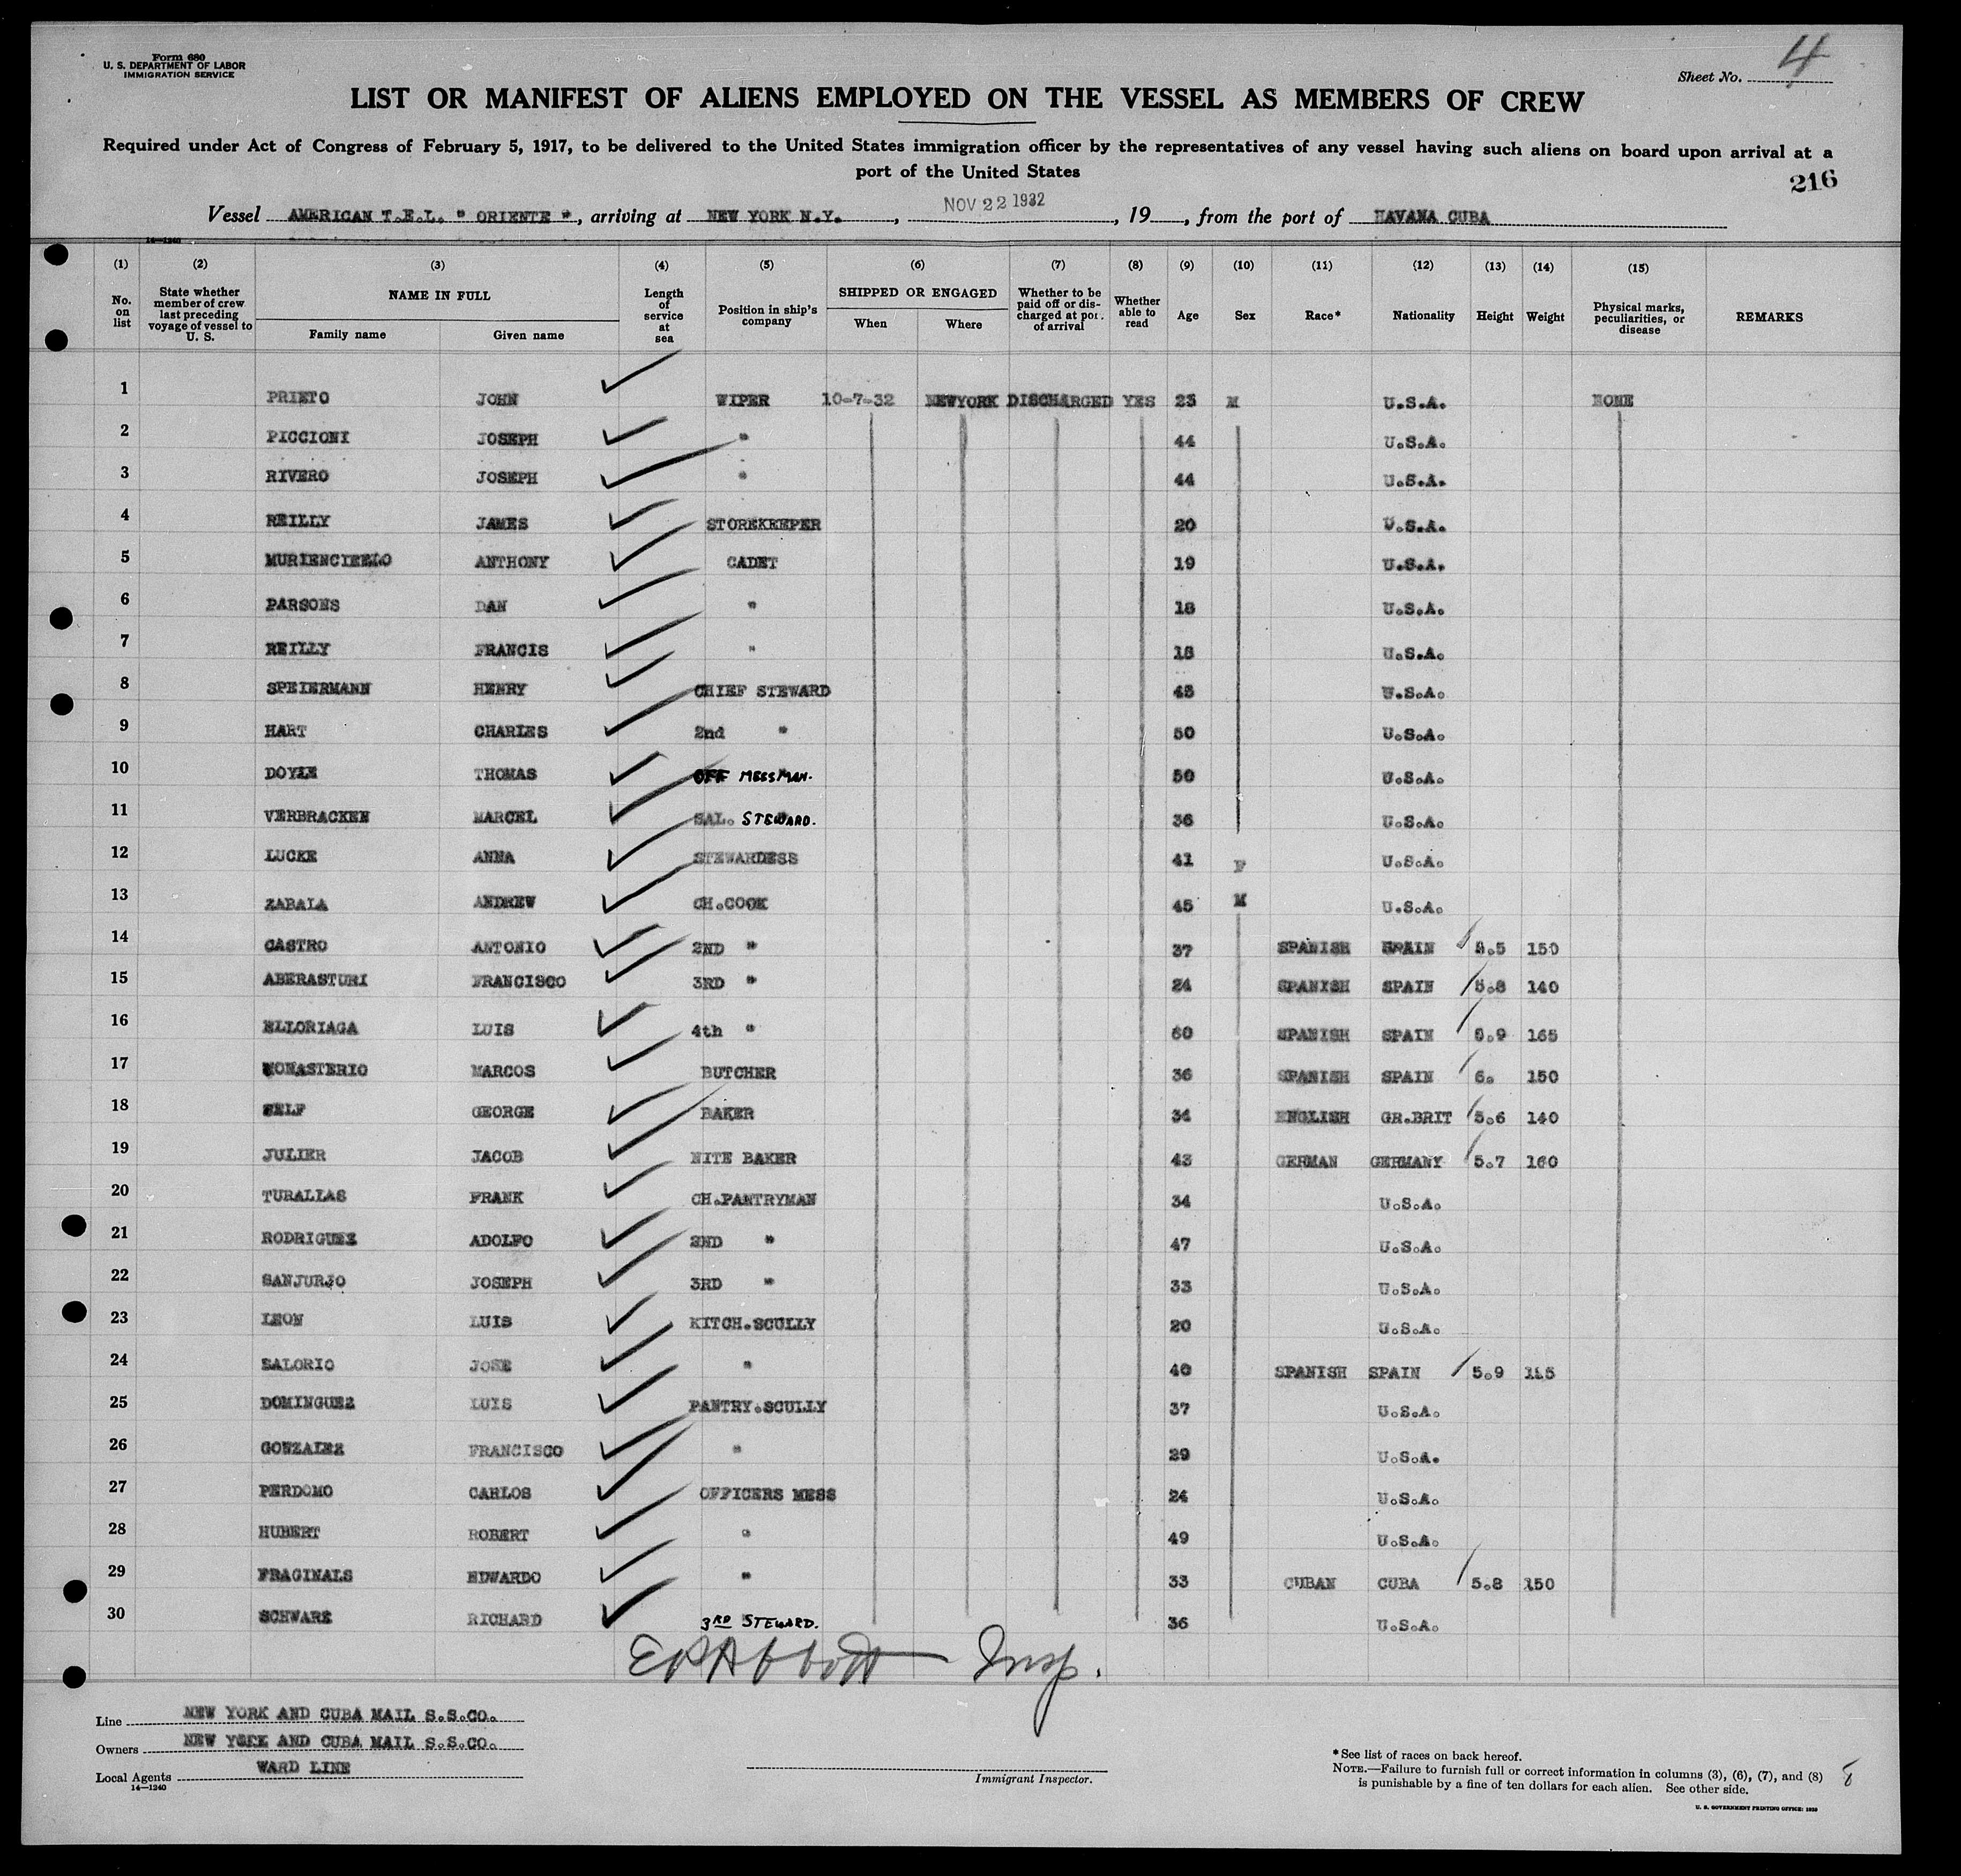 Form 680
U. S. DEPARTMENT OF LABOR
IMMIGRATION SERVICE
Sheet No. 4
LIST OR MANIFEST OF ALIENS EMPLOYED ON THE VESSEL AS MEMBERS OF CREW
Required under Act of Congress of February 5, 1917, to be delivered to the United States immigration officer by the representatives of any vessel having such aliens on board upon arrival at a
port of the United States
216
Vessel AMERICAN T.E.L. " ORIENTE ", arriving at NEW YORK N.Y., NOV 22 1932, 19, from the port of HAVANA CUBA
14—1240
(1) (2) (3) (4) (5) (6) (7) (8) (9) (10) (11) (12) (13) (14) (15)
No. on list State whether member of crew last preceding voyage of vessel to U. S. NAME IN FULL Family name Given name Length of service at sea Position in ship's company SHIPPED OR ENGAGED When Where Whether to be paid off or discharged at port of arrival Whether able to read Age Sex Race* Nationality Height Weight Physical marks, peculiarities, or disease REMARKS
1 PRIETO JOHN WIPER 10-7-32 NEWYORK DISCHARGED YES 23 M U.S.A. NONE
2 PICCIONI JOSEPH " 44 U.S.A.
3 RIVERO JOSEPH " 44 U.S.A.
4 REILLY JAMES STOREKEEPER 20 U.S.A.
5 ANTHONY CADET 19 U.S.A.
6 PARSONS DAN " 18 U.S.A.
7 REILLY FRANCIS " 18 U.S.A.
8 SPEIERMANN HENRY CHIEF STEWARD U.S.A.
9 HART CHARLES 2nd " 50 U.S.A.
10 DOYLE THOMAS OFF MESSMAN. 50 U.S.A.
11 VERBRACKEN MARCEL SAL. STEWARD. 36 U.S.A.
12 LUCKE ANNA STEWARDESS 41 F U.S.A.
13 ZABALA ANDREW CH.COOK 45 M U.S.A.
14 CASTRO ANTONIO 2ND " 37 SPANISH SPAIN 150
15 ABERASTURI FRANCISCO 3RD " 24 SPANISH SPAIN 5.8 140
16 ELLORIAGA LUIS 4th " SPANISH SPAIN 165
17 MONASTERIO MARCOS BUTCHER 36 SPANISH SPAIN 6. 150
18 SELF GEORGE BAKER 34 ENGLISH GR.BRIT 5.6 140
19 JULIER JACOB NITE BAKER 43 GERMAN GERMANY 5.7 160
20 TURALLAS FRANK CH.PANTRYMAN 34 U.S.A.
21 RODRIGUEZ ADOLFO 2ND " 47 U.S.A.
22 SANJURJO JOSEPH 3RD " 33 U.S.A.
23 LEON LUIS KITCH.SCULLY 20 U.S.A.
24 SALORIO JOSE " 40 SPANISH SPAIN 5.9
25 DOMINGUEZ LUIS PANTRY.SCULLY 37 U.S.A.
26 GONZALEZ FRANCISCO " 29 U.S.A.
27 PERDOMO CARLOS OFFICERS MESS 24 U.S.A.
28 HUBERT ROBERT " 49 U.S.A.
29 FRAGINALS EDWARDO " 33 CUBAN CUBA 5.8 150
30 SCHWARZ RICHARD 3RD STEWARD. 36 U.S.A.
E P Abbott Insp.
Line NEW YORK AND CUBA MAIL S.S.CO.
Owners NEW YORK AND CUBA MAIL S.S.CO.
Local Agents WARD LINE
14—1240
Immigrant Inspector.
*See list of races on back hereof.
NOTE.—Failure to furnish full or correct information in columns (3), (6), (7), and (8)
is punishable by a fine of ten dollars for each alien. See other side.
U. S. GOVERNMENT PRINTING OFFICE: